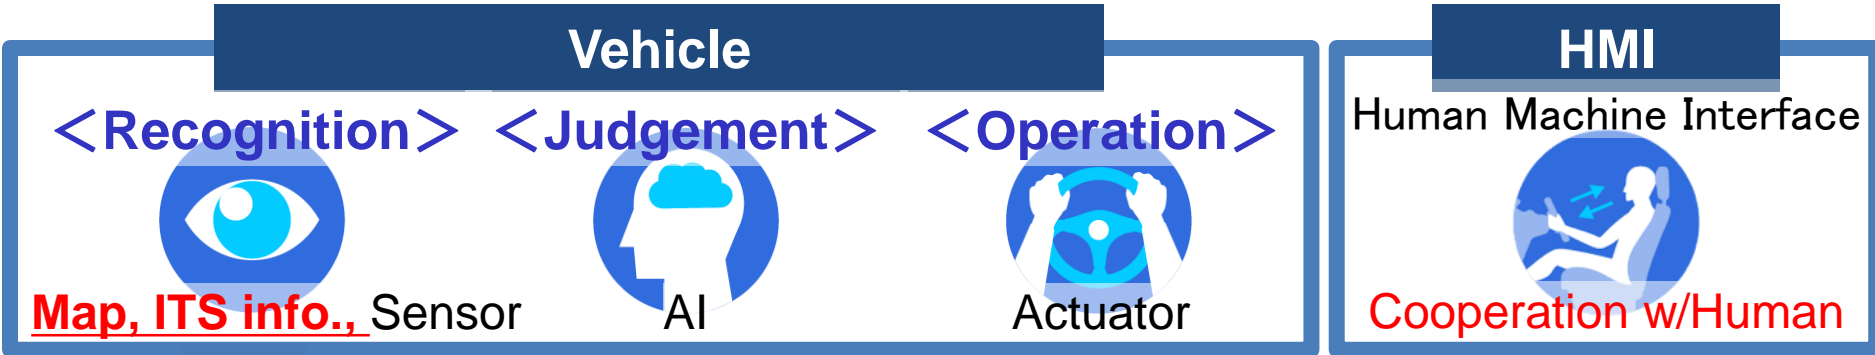 Vehicle
HMI
＜Recognition＞ ＜Judgement＞ ＜Operation＞
Human Machine Interface
Map, ITS info., Sensor
AI
Actuator
Cooperation w/Human